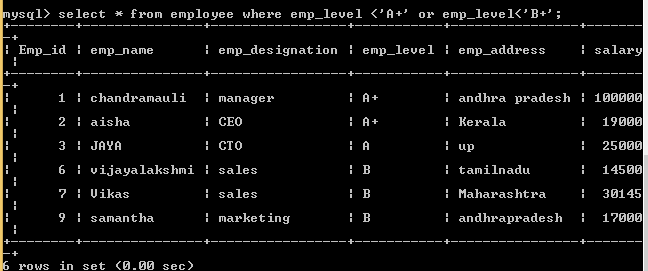 mysql> select * from employee where emp_level <'A+' or emp_level<'B+';
+--------+---------------+-----------------+-----------+----------------+-------
-+
| Emp_id | emp_name | emp_designation | emp_level | emp_address | salary
|
+--------+---------------+-----------------+-----------+----------------+-------
-+
| 1 | chandramauli | manager | A+ | andhra pradesh | 100000
|
| 2 | aisha | CEO | A+ | Kerala | 19000
|
| 3 | JAYA | CTO | A | up | 25000
|
| 6 | vijayalakshmi | sales | B | tamilnadu | 14500
|
| 7 | Vikas | sales | B | Maharashtra | 30145
|
| 9 | samantha | marketing | B | andhrapradesh | 17000
|
+--------+---------------+-----------------+-----------+----------------+-------
-+
6 rows in set (0.00 sec)